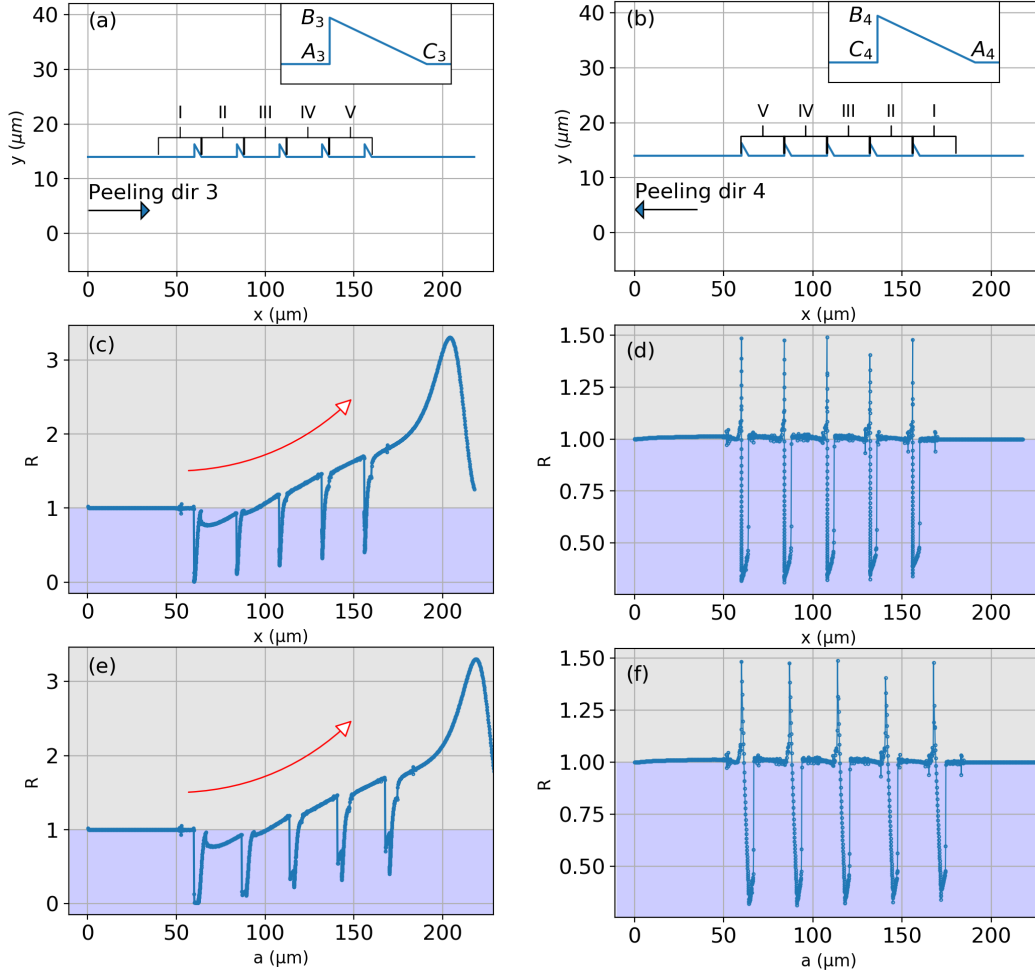 (a)
B₃
A₃
C₃
I II III IV V
Peeling dir 3
y (μm)
40
30
20
10
0
0 50 100 150 200
x (μm)
(b)
B₄
C₄
A₄
V IV III II I
Peeling dir 4
y (μm)
40
30
20
10
0
0 50 100 150 200
x (μm)
(c)
R
3
2
1
0
0 50 100 150 200
x (μm)
(d)
R
1.50
1.25
1.00
0.75
0.50
0 50 100 150 200
x (μm)
(e)
R
3
2
1
0
0 50 100 150 200
a (μm)
(f)
R
1.50
1.25
1.00
0.75
0.50
0 50 100 150 200
a (μm)